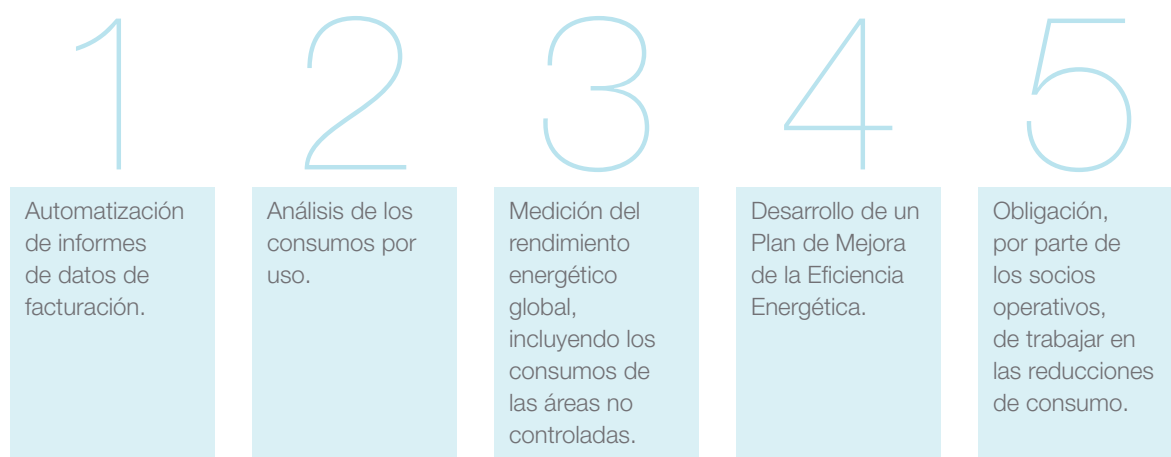 1
Automatización
de informes
de datos de
facturación.
2
Análisis de los
consumos por
uso.
3
Medición del
rendimiento
energético
global,
incluyendo los
consumos de
las áreas no
controladas.
4
Desarrollo de un
Plan de Mejora
de la Eficiencia
Energética.
5
Obligación,
por parte de
los socios
operativos,
de trabajar en
las reducciones
de consumo.